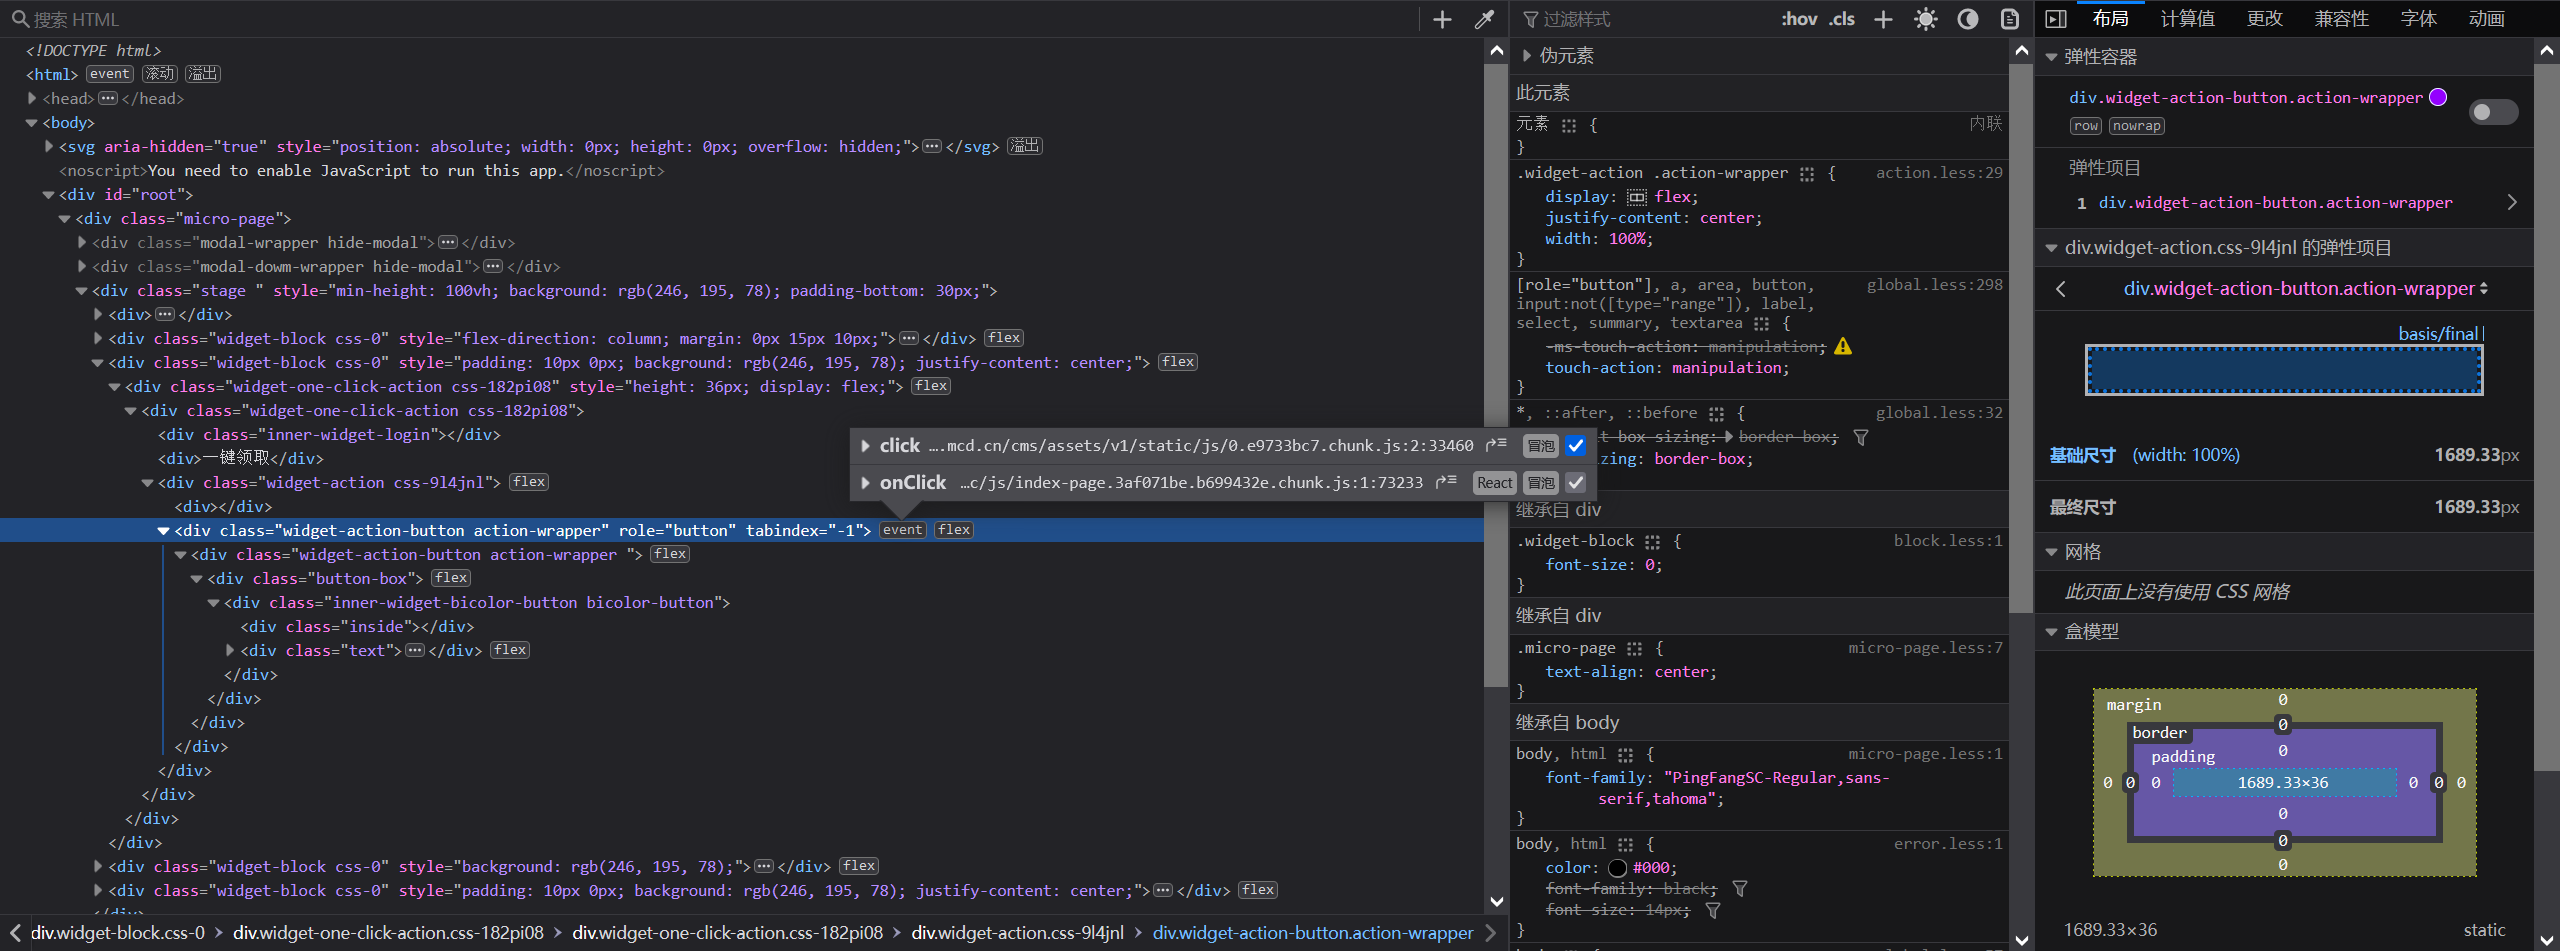 搜索 HTML
<!DOCTYPE html>
<html> event 滚动 溢出
<head> ··· </head>
<body>
<svg aria-hidden="true" style="position: absolute; width: 0px; height: 0px; overflow: hidden;"> ··· </svg> 溢出
<noscript>You need to enable JavaScript to run this app.</noscript>
<div id="root">
<div class="micro-page">
<div class="modal-wrapper hide-modal"> ··· </div>
<div class="modal-dowm-wrapper hide-modal"> ··· </div>
<div class="stage " style="min-height: 100vh; background: rgb(246, 195, 78); padding-bottom: 30px;">
<div> ··· </div>
<div class="widget-block css-0" style="flex-direction: column; margin: 0px 15px 10px;"> ··· </div> flex
<div class="widget-block css-0" style="padding: 10px 0px; background: rgb(246, 195, 78); justify-content: center;"> flex
<div class="widget-one-click-action css-182pi08" style="height: 36px; display: flex;"> flex
<div class="widget-one-click-action css-182pi08">
<div class="inner-widget-login"></div>
<div>一键领取</div>
<div class="widget-action css-9l4jnl"> flex
<div></div>
<div class="widget-action-button action-wrapper" role="button" tabindex="-1"> event flex
<div class="widget-action-button action-wrapper "> flex
<div class="button-box"> flex
<div class="inner-widget-bicolor-button bicolor-button">
<div class="inside"></div>
<div class="text"> ··· </div> flex
</div>
</div>
</div>
</div>
</div>
</div>
</div>
</div>
<div class="widget-block css-0" style="background: rgb(246, 195, 78);"> ··· </div> flex
<div class="widget-block css-0" style="padding: 10px 0px; background: rgb(246, 195, 78); justify-content: center;"> ··· </div> flex
</div>
div.widget-block.css-0 > div.widget-one-click-action.css-182pi08 > div.widget-one-click-action.css-182pi08 > div.widget-action.css-9l4jnl > div.widget-action-button.action-wrapper
click ….mcd.cn/cms/assets/v1/static/js/0.e9733bc7.chunk.js:2:33460 冒泡
onClick …c/js/index-page.3af071be.b699432e.chunk.js:1:73233 React 冒泡
过滤样式 :hov .cls
伪元素
此元素
元素 { 内联
}
.widget-action .action-wrapper { action.less:29
display: flex;
justify-content: center;
width: 100%;
}
[role="button"], a, area, button, global.less:298
input:not([type="range"]), label,
select, summary, textarea {
-ms-touch-action: manipulation;
touch-action: manipulation;
}
*, ::after, ::before { global.less:32
t-box-sizing: border-box;
zing: border-box;
继承自 div
.widget-block { block.less:1
font-size: 0;
}
继承自 div
.micro-page { micro-page.less:7
text-align: center;
}
继承自 body
body, html { micro-page.less:1
font-family: "PingFangSC-Regular,sans-
serif,tahoma";
}
body, html { error.less:1
color: #000;
font-family: black;
font-size: 14px;
}
布局 计算值 更改 兼容性 字体 动画
弹性容器
div.widget-action-button.action-wrapper
row nowrap
弹性项目
1 div.widget-action-button.action-wrapper
div.widget-action.css-9l4jnl 的弹性项目
div.widget-action-button.action-wrapper
basis/final
基础尺寸 (width: 100%) 1689.33px
最终尺寸 1689.33px
网格
此页面上没有使用 CSS 网格
盒模型
margin 0
border 0
padding 0
0 0 0 1689.33×36 0 0 0
0
0
0
1689.33×36 static